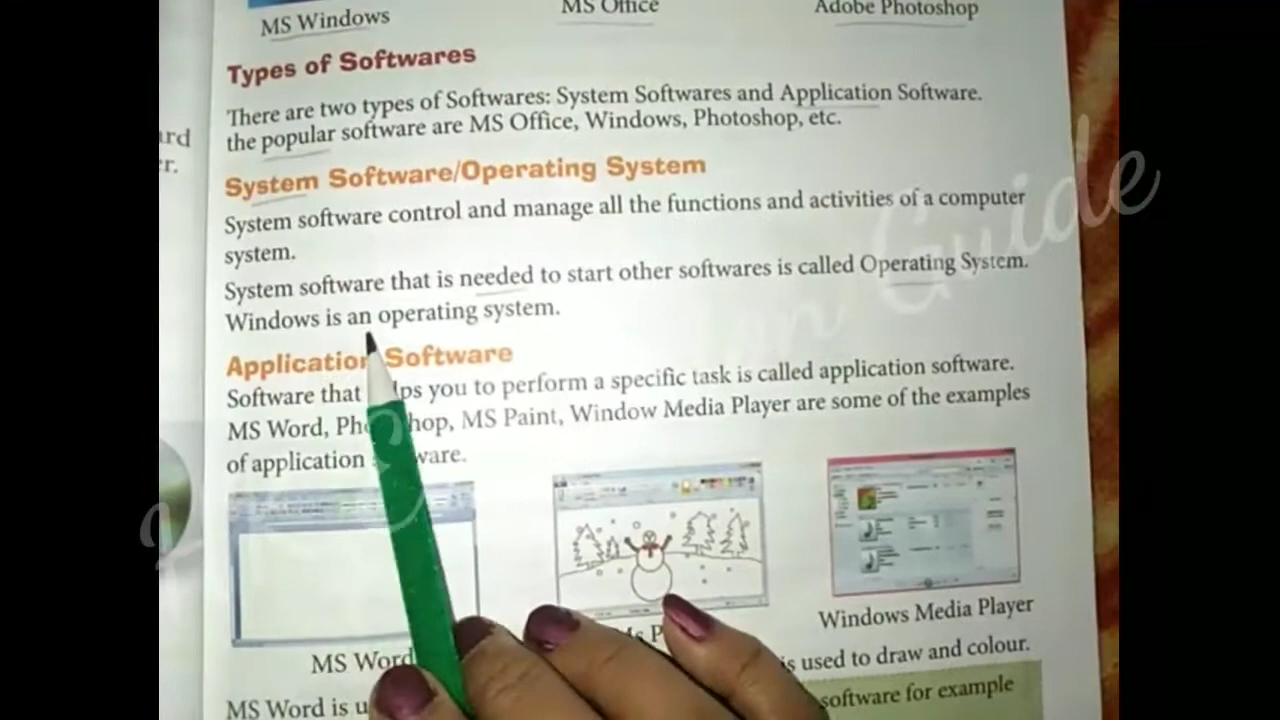 MS Windows MS Office Adobe Photoshop
Types of Softwares
There are two types of Softwares: System Softwares and Application Software.
the popular software are MS Office, Windows, Photoshop, etc.
ard
er.
System Software/Operating System
System software control and manage all the functions and activities of a computer
system.
System software that is needed to start other softwares is called Operating System.
Windows is an operating system.
Application Software
Software that you to perform a specific task is called application software.
MS Word, MS Paint, Window Media Player are some of the examples
of application
MS Word Windows Media Player
MS Word is is used to draw and colour.
software for example
Guide